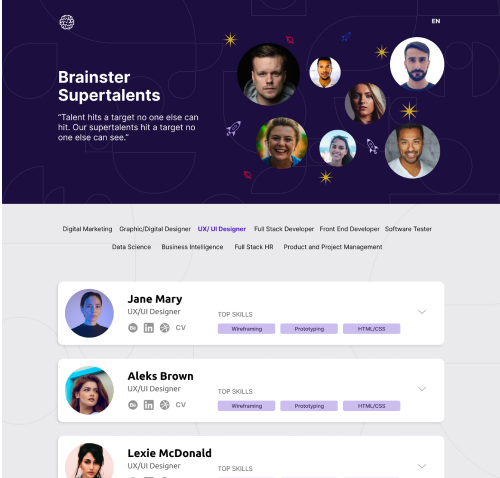 EN
Brainster
Supertalents
“Talent hits a target no one else can
hit. Our supertalents hit a target no
one else can see.”
Digital Marketing Graphic/Digital Designer UX/ UI Designer Full Stack Developer Front End Developer Software Tester
Data Science Business Intelligence Full Stack HR Product and Project Management
Jane Mary
UX/UI Designer
TOP SKILLS
Bē in CV
Wireframing Prototyping HTML/CSS
Aleks Brown
UX/UI Designer
TOP SKILLS
Bē in CV
Wireframing Prototyping HTML/CSS
Lexie McDonald
UX/UI Designer
TOP SKILLS